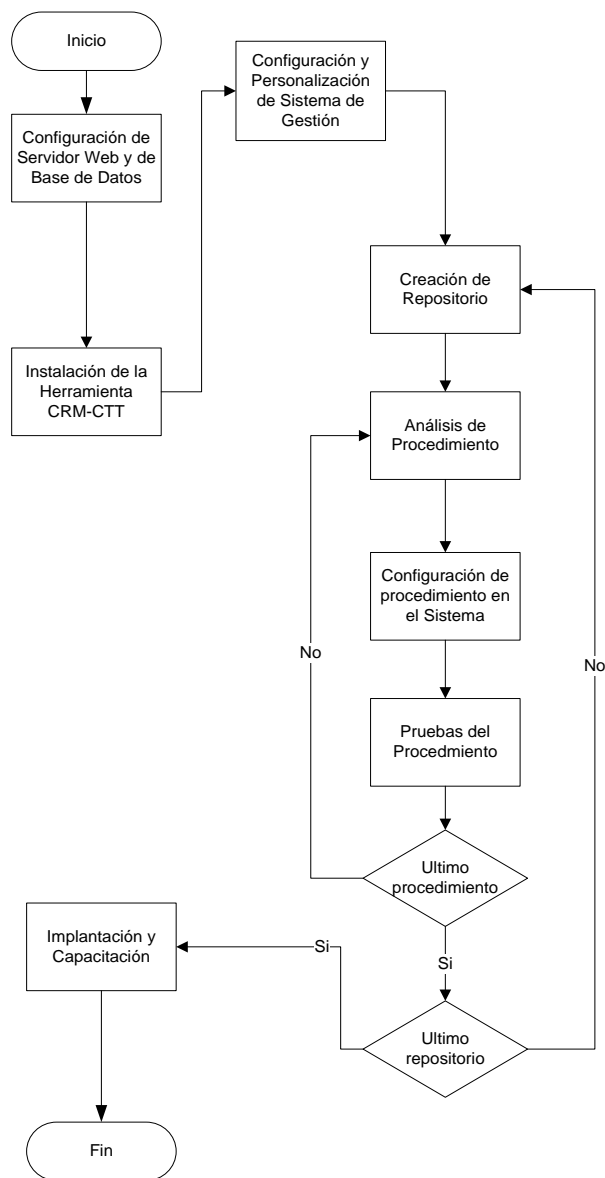 Inicio
Configuración de
Servidor Web y de
Base de Datos
Instalación de la
Herramienta
CRM-CTT
Configuración y
Personalización
de Sistema de
Gestión
Creación de
Repositorio
Análisis de
Procedimiento
Configuración de
procedimiento en
el Sistema
No
No
Pruebas del
Procedmiento
Ultimo
procedimiento
Si
Ultimo
repositorio
Si
Implantación y
Capacitación
Fin